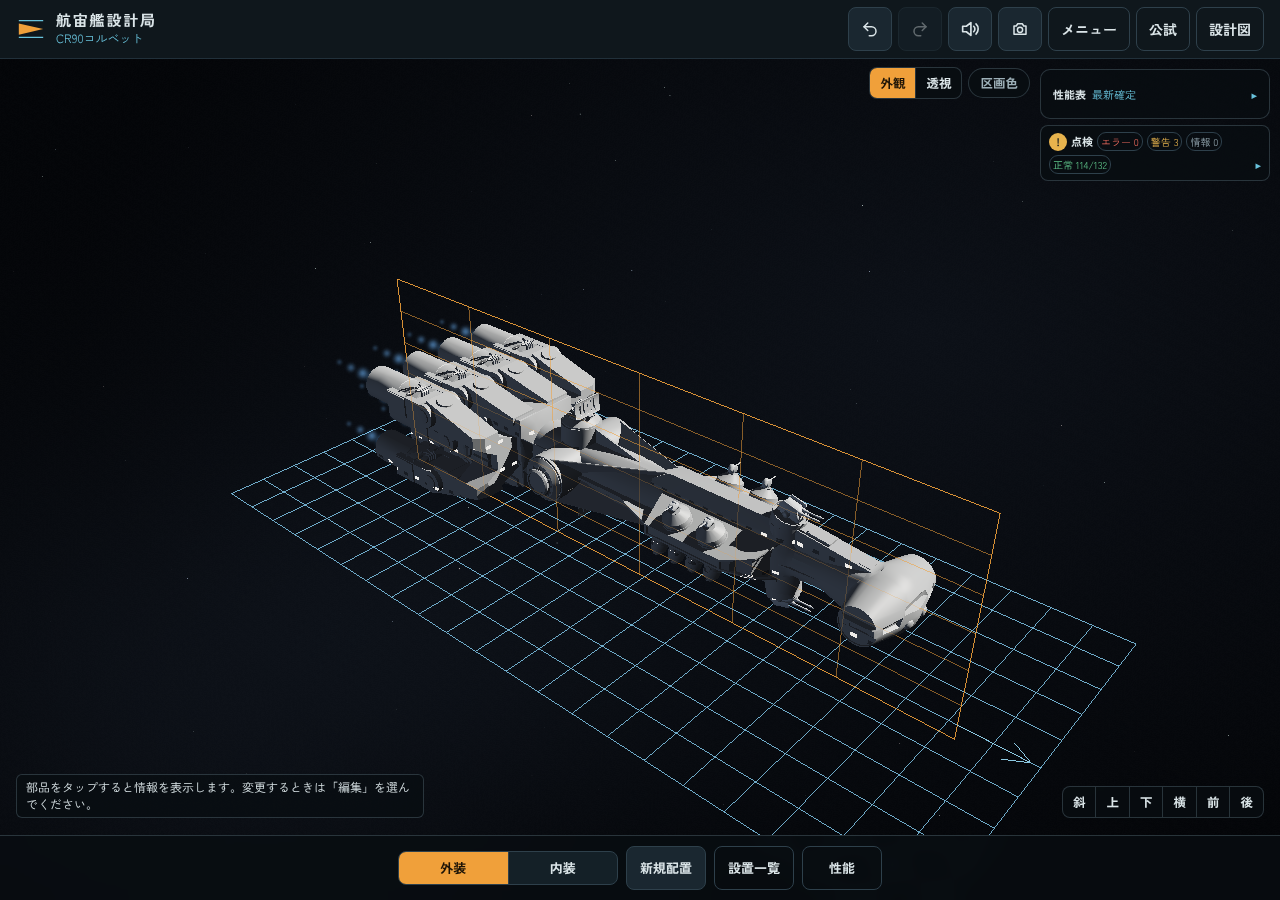 航宙艦設計局
CR90コルベット
メニュー
公試
設計図
外観
透視
区画色
性能表 最新確定
! 点検 エラー 0 警告 3 情報 0
正常 114/132
部品をタップすると情報を表示します。変更するときは「編集」を選ん
でください。
斜 上 下 横 前 後
外装
内装
新規配置
設置一覧
性能